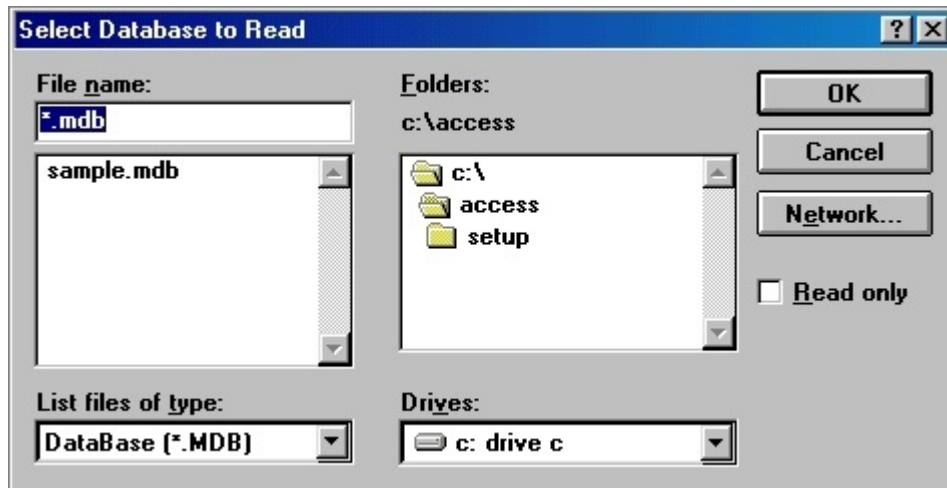 Select Database to Read
File name:
*.mdb
sample.mdb
Folders:
c:\access
c:\
access
setup
OK
Cancel
Network...
Read only
List files of type:
DataBase (*.MDB)
Drives:
c: drive c